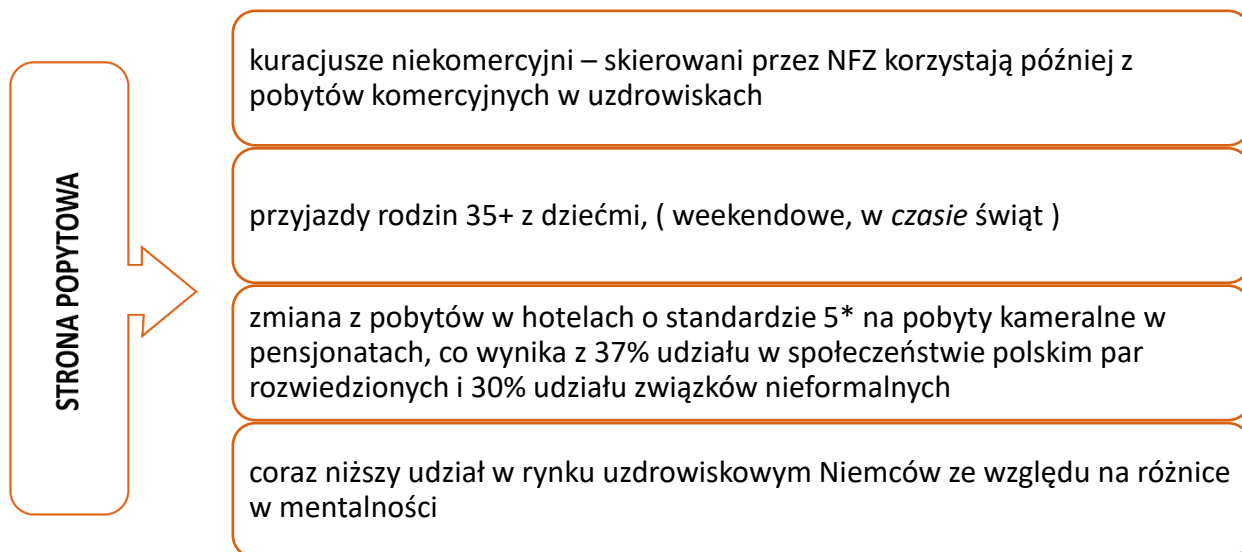 STRONA POPYTOWA
kuracjusze niekomercyjni – skierowani przez NFZ korzystają później z
pobytów komercyjnych w uzdrowiskach
przyjazdy rodzin 35+ z dziećmi, ( weekendowe, w czasie świąt )
zmiana z pobytów w hotelach o standardzie 5* na pobyty kameralne w
pensjonatach, co wynika z 37% udziału w społeczeństwie polskim par
rozwiedzionych i 30% udziału związków nieformalnych
coraz niższy udział w rynku uzdrowiskowym Niemców ze względu na różnice
w mentalności